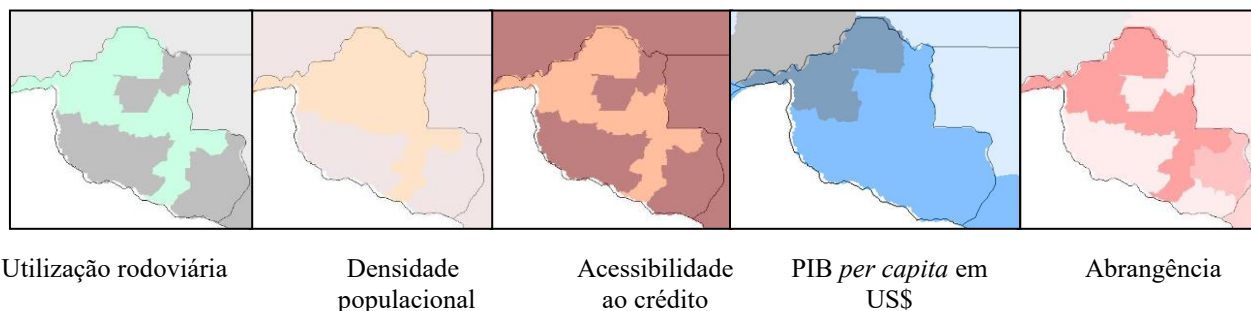 Utilização rodoviária
Densidade
populacional
Acessibilidade
ao crédito
PIB per capita em
US$
Abrangência